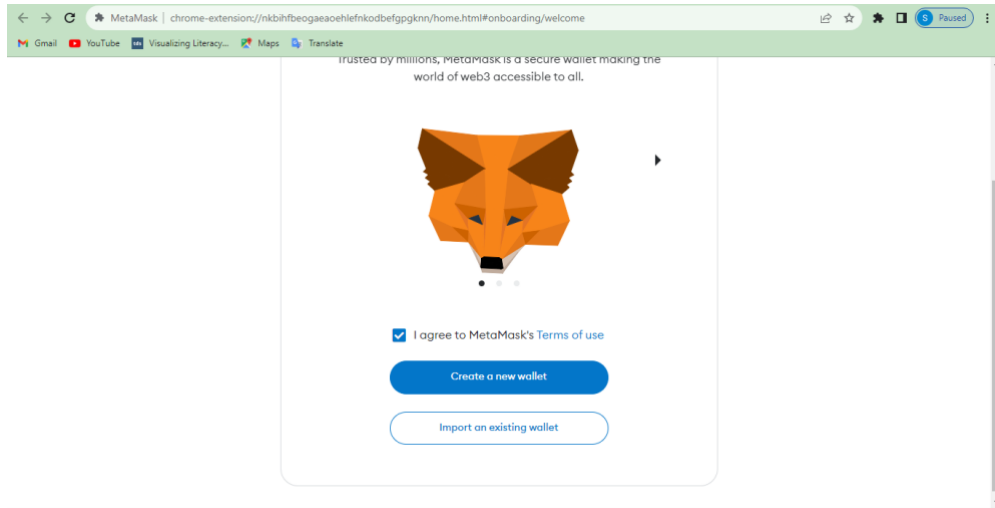 MetaMask | chrome-extension://nkbihfbeogaeaoehlefnkodbefgpgknn/home.html#onboarding/welcome
S Paused
Gmail YouTube Visualizing Literacy... Maps Translate
Trusted by millions, MetaMask is a secure wallet making the
world of web3 accessible to all.
I agree to MetaMask's Terms of use
Create a new wallet
Import an existing wallet